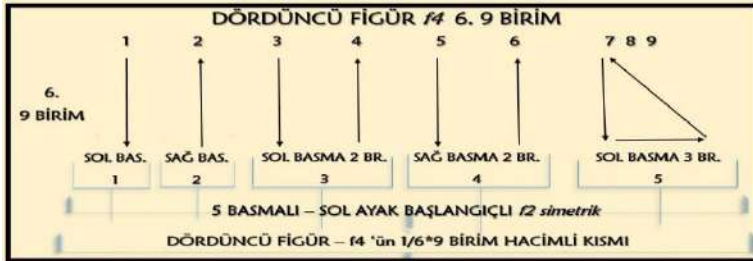 DÖRDÜNCÜ FİGÜR f4 6. 9 BİRİM
1 2 3 4 5 6 7 8 9
6.
9 BİRİM
SOL BAS. SAĞ BAS. SOL BASMA 2 BR. SAĞ BASMA 2 BR. SOL BASMA 3 BR.
1 2 3 4 5
5 BASMALI – SOL AYAK BAŞLANGIÇLI f2 simetrik
DÖRDÜNCÜ FİGÜR – f4 'ün 1/6*9 BİRİM HACİMLİ KISMI